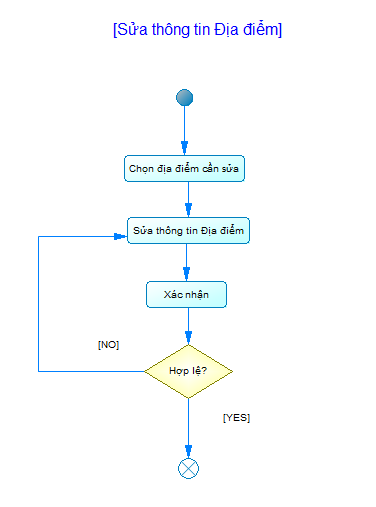 [Sửa thông tin Địa điểm]
Chọn địa điểm cần sửa
Sửa thông tin Địa điểm
Xác nhận
[NO]
Hợp lệ?
[YES]